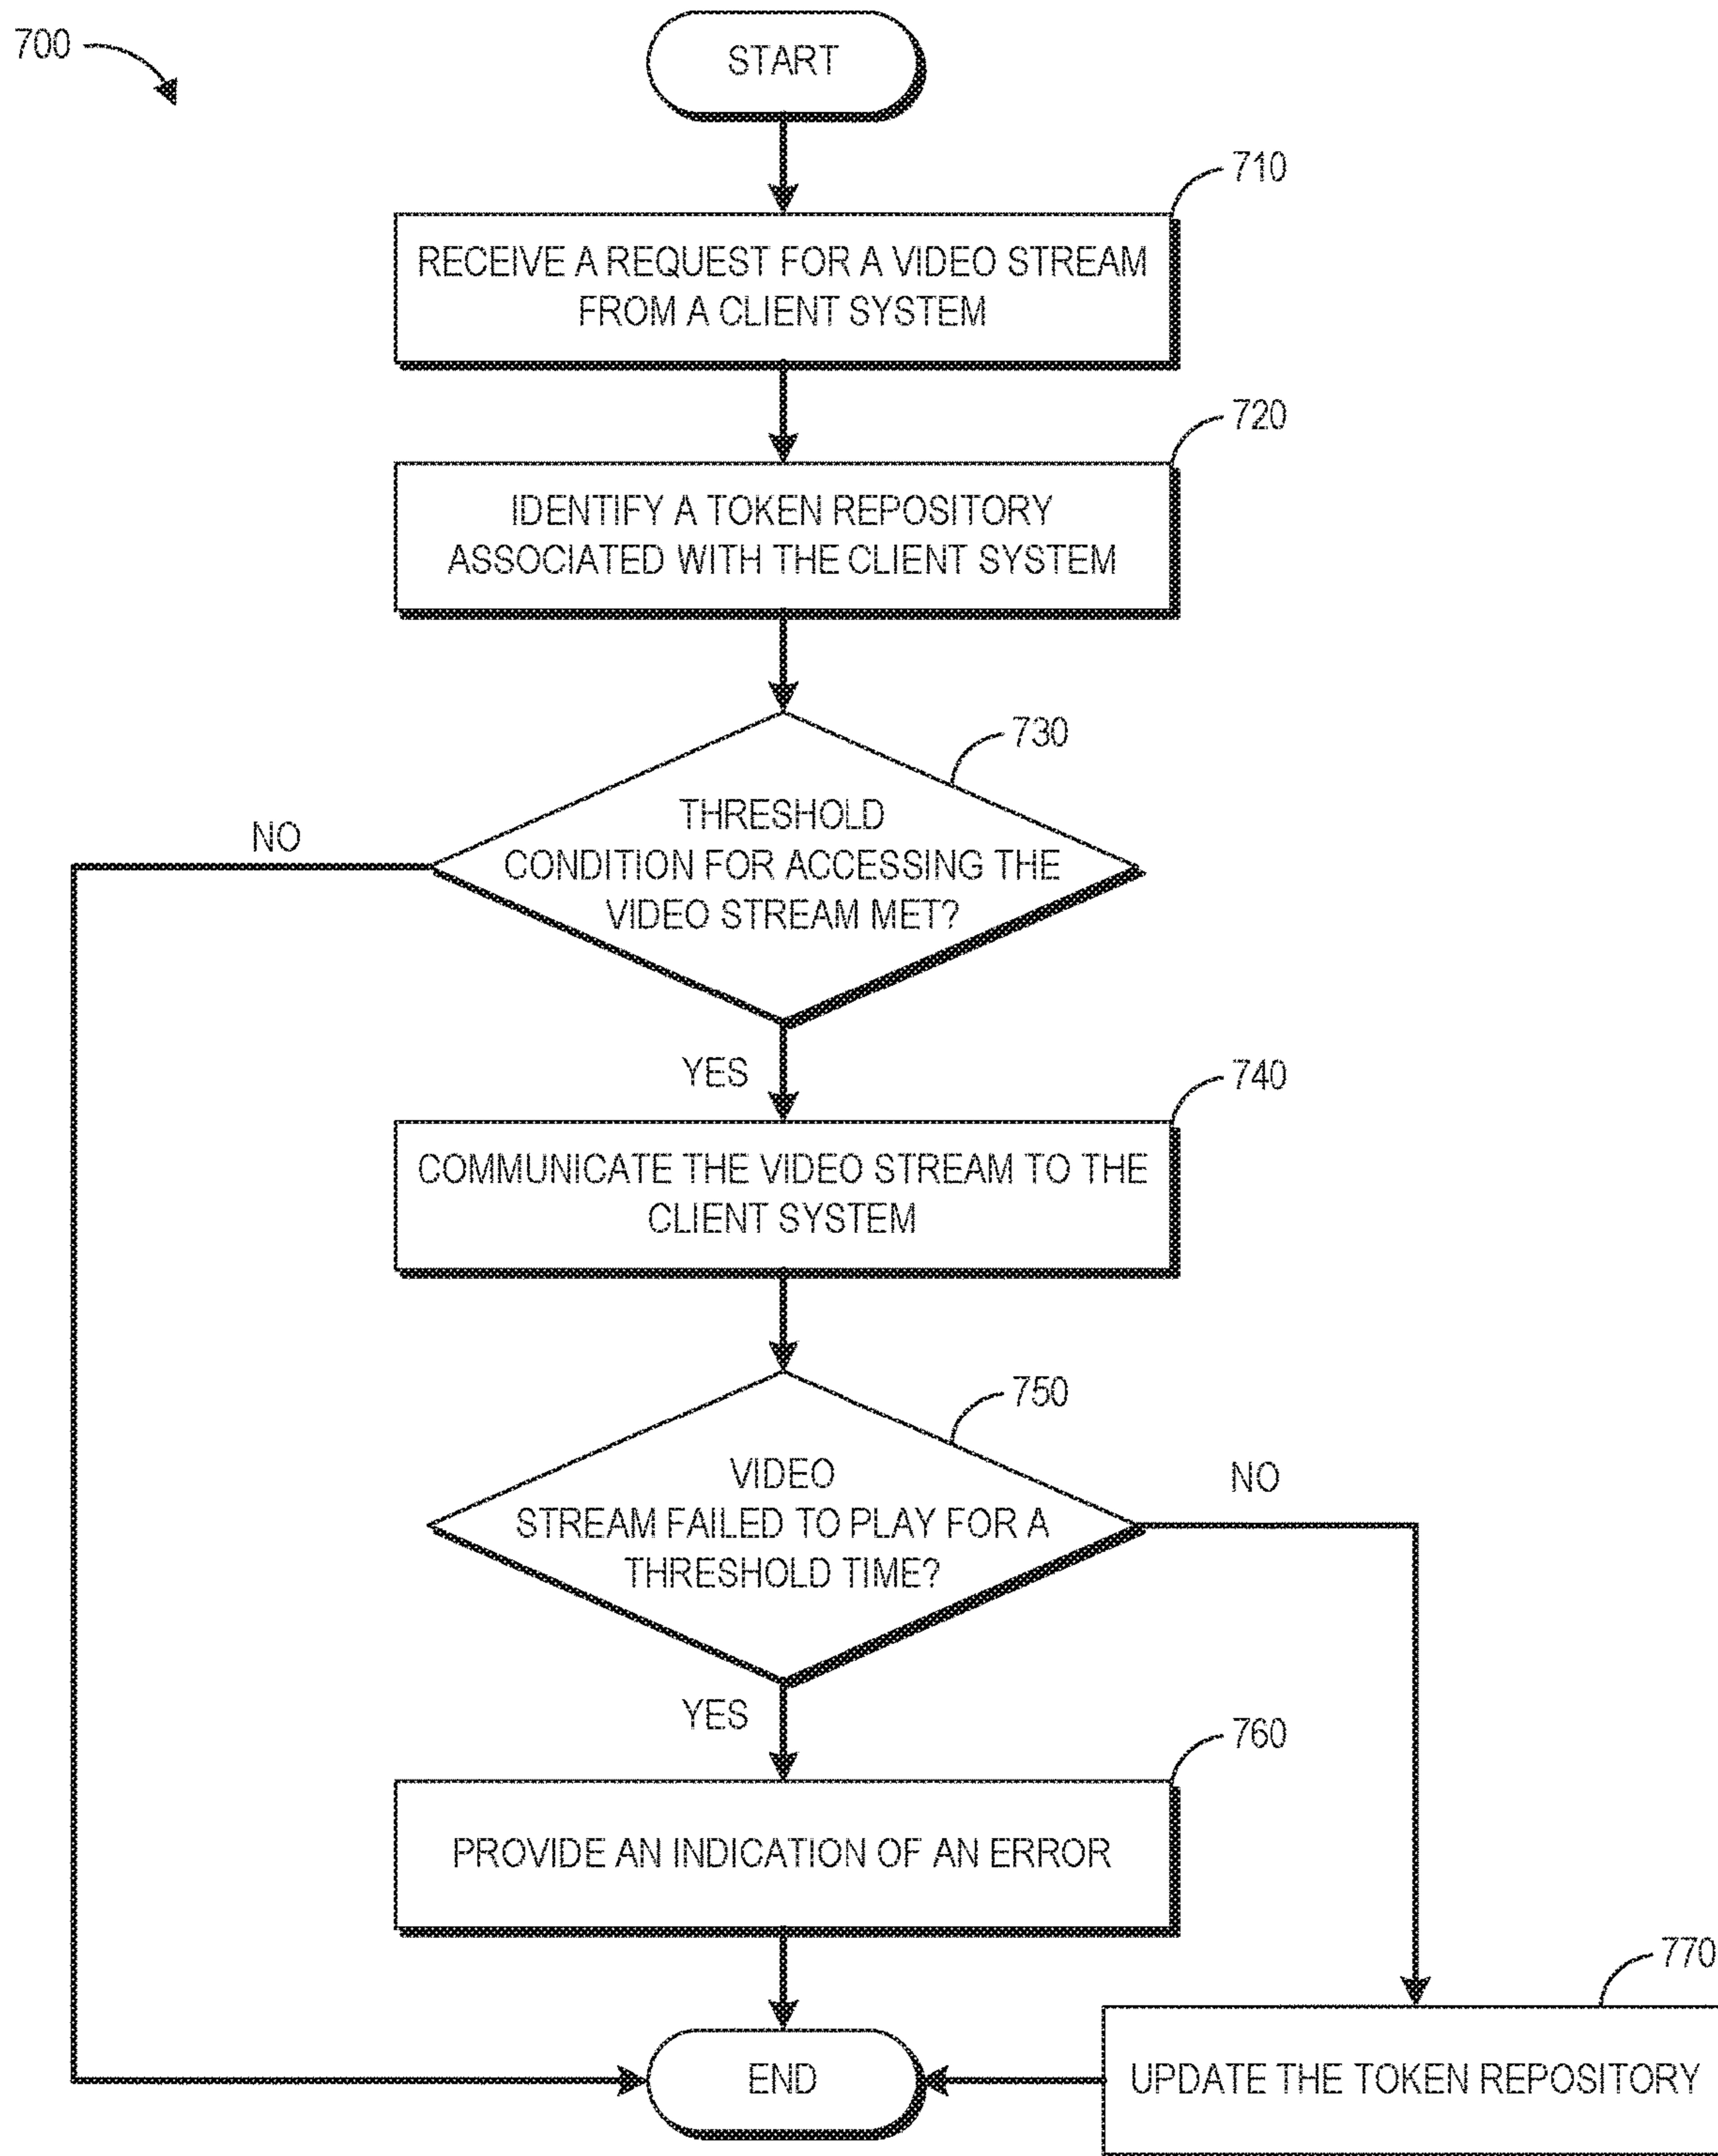 700
START
710
RECEIVE A REQUEST FOR A VIDEO STREAM
FROM A CLIENT SYSTEM
720
IDENTIFY A TOKEN REPOSITORY
ASSOCIATED WITH THE CLIENT SYSTEM
730
THRESHOLD
CONDITION FOR ACCESSING THE
VIDEO STREAM MET?
NO
YES
740
COMMUNICATE THE VIDEO STREAM TO THE
CLIENT SYSTEM
750
VIDEO
STREAM FAILED TO PLAY FOR A
THRESHOLD TIME?
NO
YES
760
PROVIDE AN INDICATION OF AN ERROR
770
UPDATE THE TOKEN REPOSITORY
END